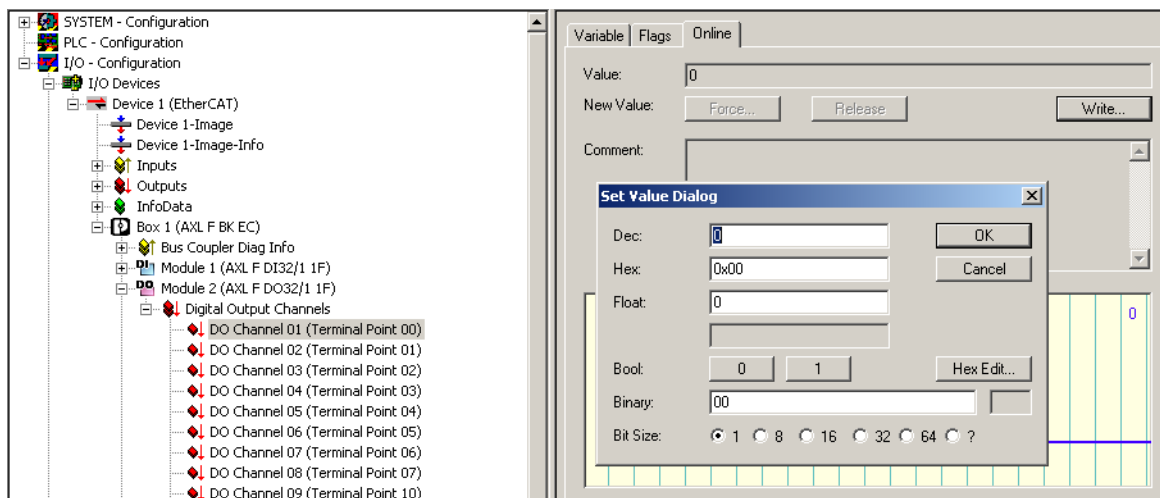 SYSTEM - Configuration
PLC - Configuration
I/O - Configuration
I/O Devices
Device 1 (EtherCAT)
Device 1-Image
Device 1-Image-Info
Inputs
Outputs
InfoData
Box 1 (AXL F BK EC)
Bus Coupler Diag Info
Module 1 (AXL F DI32/1 1F)
Module 2 (AXL F DO32/1 1F)
Digital Output Channels
DO Channel 01 (Terminal Point 00)
DO Channel 02 (Terminal Point 01)
DO Channel 03 (Terminal Point 02)
DO Channel 04 (Terminal Point 03)
DO Channel 05 (Terminal Point 04)
DO Channel 06 (Terminal Point 05)
DO Channel 07 (Terminal Point 06)
DO Channel 08 (Terminal Point 07)
DO Channel 09 (Terminal Point 10)
Variable Flags Online
Value: 0
New Value: Force... Release Write...
Comment:
Set Value Dialog
Dec: 0 OK
Hex: 0x00 Cancel
Float: 0
Bool: 0 1 Hex Edit...
Binary: 00
Bit Size: 1 8 16 32 64 ?
0